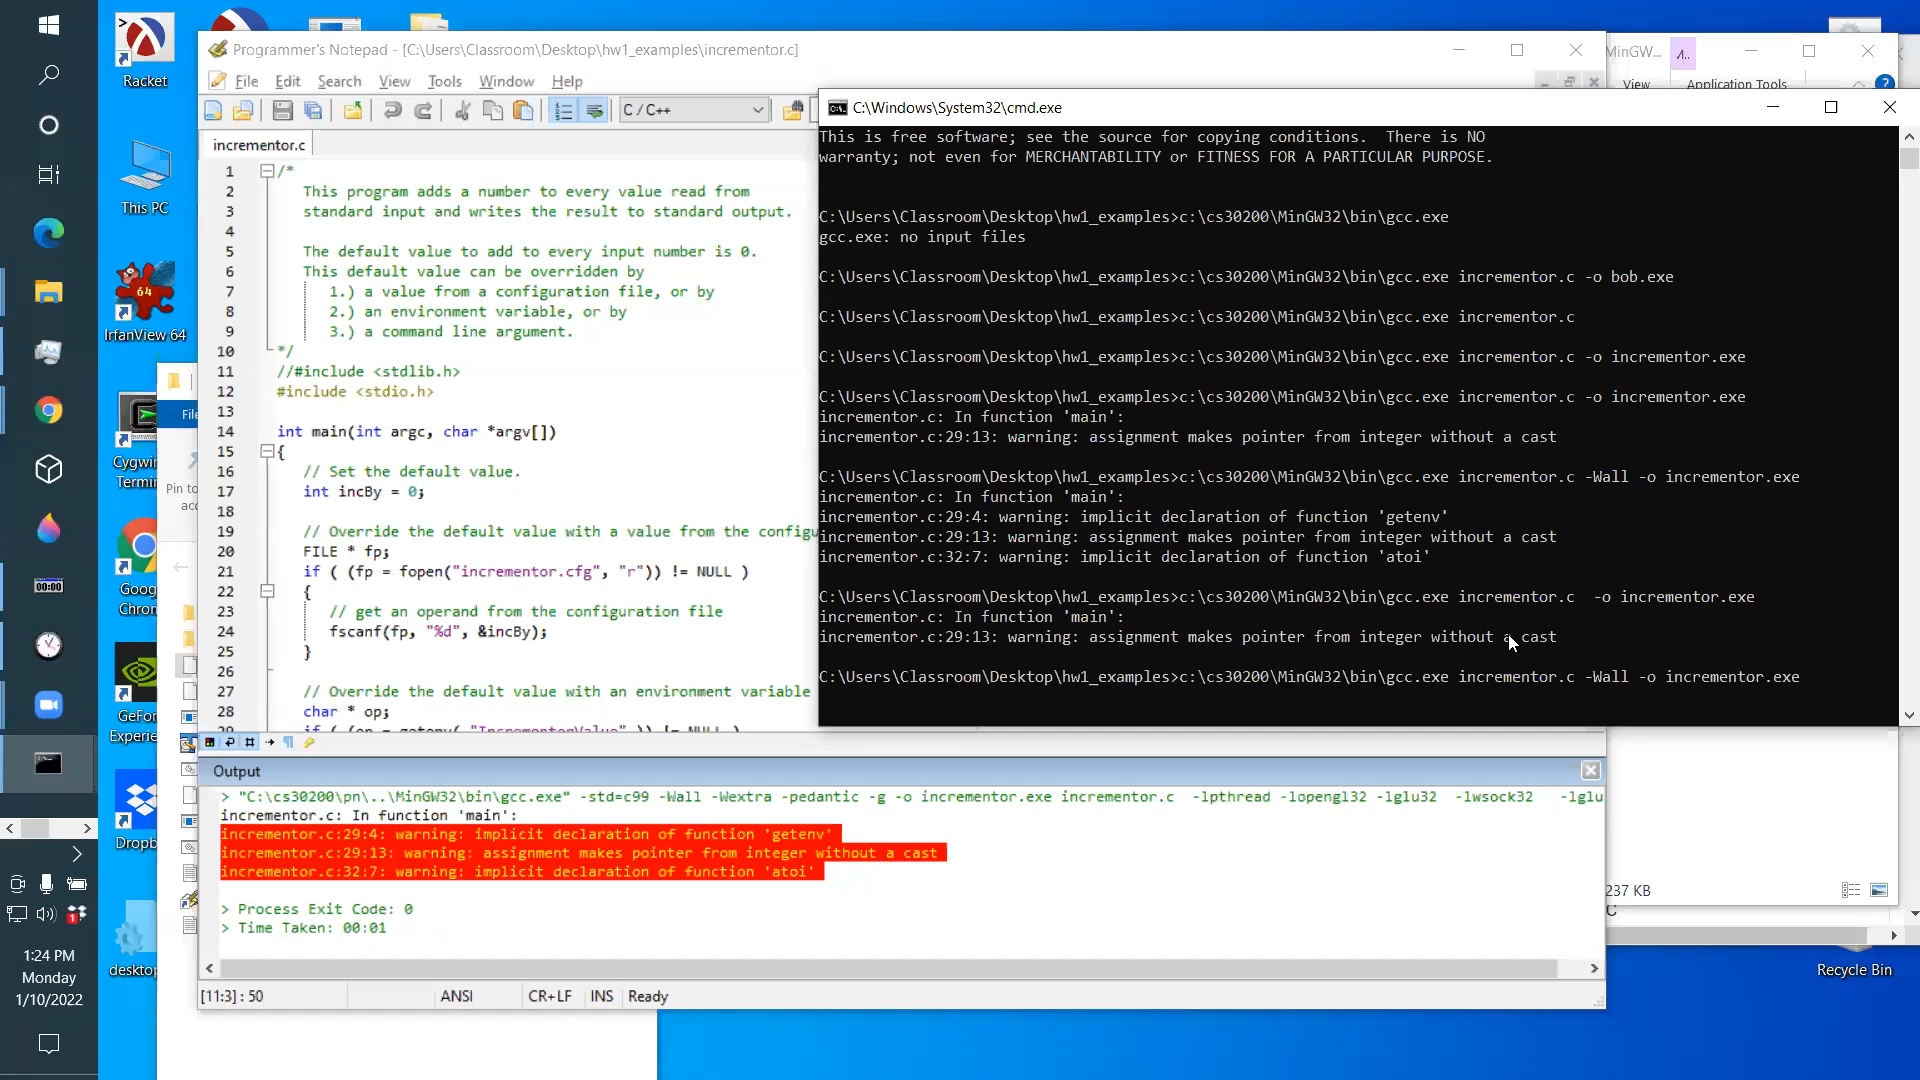 Racket
This PC
IrfanView 64
Cygwin
Termin
Goog
Chrom
GeFor
Experie
Dropb
desktop
1:24 PM
Monday
1/10/2022
File
Pin to
acc
Programmer's Notepad - [C:\Users\Classroom\Desktop\hw1_examples\incrementor.c]
File Edit Search View Tools Window Help
C / C++
incrementor.c
1 /*
2 This program adds a number to every value read from
3 standard input and writes the result to standard output.
4
5 The default value to add to every input number is 0.
6 This default value can be overridden by
7 1.) a value from a configuration file, or by
8 2.) an environment variable, or by
9 3.) a command line argument.
10 */
11 //#include <stdlib.h>
12 #include <stdio.h>
13
14 int main(int argc, char *argv[])
15 {
16 // Set the default value.
17 int incBy = 0;
18
19 // Override the default value with a value from the configu
20 FILE * fp;
21 if ( (fp = fopen("incrementor.cfg", "r")) != NULL )
22 {
23 // get an operand from the configuration file
24 fscanf(fp, "%d", &incBy);
25 }
26
27 // Override the default value with an environment variable
28 char * op;
29 if ( (op = getenv( "IncrementorValue" )) != NULL )
Output
> "C:\cs30200\pn\..\MinGW32\bin\gcc.exe" -std=c99 -Wall -Wextra -pedantic -g -o incrementor.exe incrementor.c -lpthread -lopengl32 -lglu32 -lwsock32 -lglu
incrementor.c: In function 'main':
incrementor.c:29:4: warning: implicit declaration of function 'getenv'
incrementor.c:29:13: warning: assignment makes pointer from integer without a cast
incrementor.c:32:7: warning: implicit declaration of function 'atoi'
> Process Exit Code: 0
> Time Taken: 00:01
[11:3] : 50 ANSI CR+LF INS Ready
C:\Windows\System32\cmd.exe
This is free software; see the source for copying conditions. There is NO
warranty; not even for MERCHANTABILITY or FITNESS FOR A PARTICULAR PURPOSE.
C:\Users\Classroom\Desktop\hw1_examples>c:\cs30200\MinGW32\bin\gcc.exe
gcc.exe: no input files
C:\Users\Classroom\Desktop\hw1_examples>c:\cs30200\MinGW32\bin\gcc.exe incrementor.c -o bob.exe
C:\Users\Classroom\Desktop\hw1_examples>c:\cs30200\MinGW32\bin\gcc.exe incrementor.c
C:\Users\Classroom\Desktop\hw1_examples>c:\cs30200\MinGW32\bin\gcc.exe incrementor.c -o incrementor.exe
C:\Users\Classroom\Desktop\hw1_examples>c:\cs30200\MinGW32\bin\gcc.exe incrementor.c -o incrementor.exe
incrementor.c: In function 'main':
incrementor.c:29:13: warning: assignment makes pointer from integer without a cast
C:\Users\Classroom\Desktop\hw1_examples>c:\cs30200\MinGW32\bin\gcc.exe incrementor.c -Wall -o incrementor.exe
incrementor.c: In function 'main':
incrementor.c:29:4: warning: implicit declaration of function 'getenv'
incrementor.c:29:13: warning: assignment makes pointer from integer without a cast
incrementor.c:32:7: warning: implicit declaration of function 'atoi'
C:\Users\Classroom\Desktop\hw1_examples>c:\cs30200\MinGW32\bin\gcc.exe incrementor.c  -o incrementor.exe
incrementor.c: In function 'main':
incrementor.c:29:13: warning: assignment makes pointer from integer without a cast
C:\Users\Classroom\Desktop\hw1_examples>c:\cs30200\MinGW32\bin\gcc.exe incrementor.c -Wall -o incrementor.exe
MinGW...
View Application Tools
237 KB
Recycle Bin